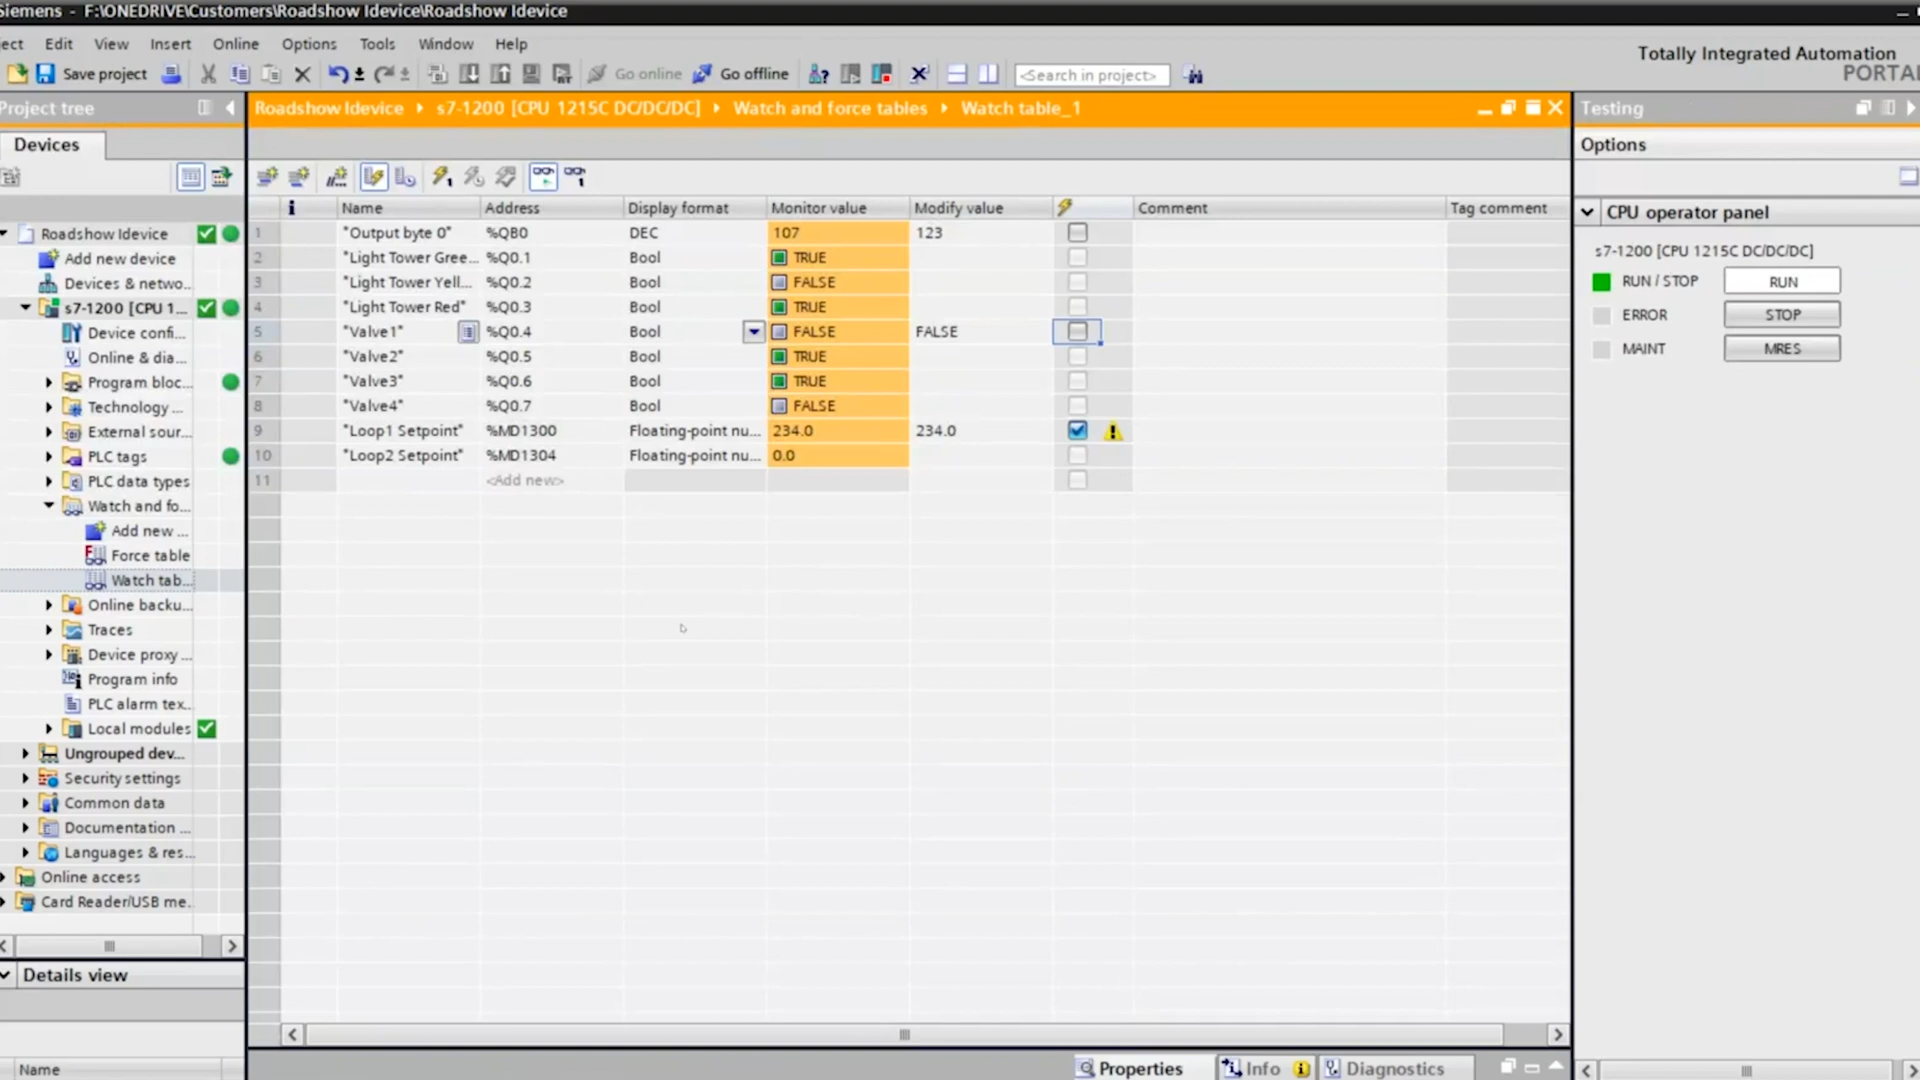 Siemens - F:\ONEDRIVE\Customers\Roadshow Idevice\Roadshow Idevice
ect Edit View Insert Online Options Tools Window Help
Totally Integrated Automation
PORTA
Save project Go online Go offline <Search in project>
Project tree
Roadshow Idevice s7-1200 [CPU 1215C DC/DC/DC] Watch and force tables Watch table_1
Testing
Devices
Options
i Name Address Display format Monitor value Modify value Comment Tag comment
1 "Output byte 0" %QB0 DEC 107 123
2 "Light Tower Gree... %Q0.1 Bool TRUE
3 "Light Tower Yell... %Q0.2 Bool FALSE
4 "Light Tower Red" %Q0.3 Bool TRUE
5 "Valve1" %Q0.4 Bool FALSE FALSE
6 "Valve2" %Q0.5 Bool TRUE
7 "Valve3" %Q0.6 Bool TRUE
8 "Valve4" %Q0.7 Bool FALSE
9 "Loop1 Setpoint" %MD1300 Floating-point nu... 234.0 234.0
10 "Loop2 Setpoint" %MD1304 Floating-point nu... 0.0
11 <Add new>
Roadshow Idevice
Add new device
Devices & netwo...
s7-1200 [CPU 1...
Device confi...
Online & dia...
Program bloc...
Technology ...
External sour...
PLC tags
PLC data types
Watch and fo...
Add new ...
Force table
Watch tab...
Online backu...
Traces
Device proxy ...
Program info
PLC alarm tex...
Local modules
Ungrouped dev...
Security settings
Common data
Documentation ...
Languages & res...
Online access
Card Reader/USB me..
Details view
Name
CPU operator panel
s7-1200 [CPU 1215C DC/DC/DC]
RUN / STOP RUN
ERROR STOP
MAINT MRES
Properties Info Diagnostics